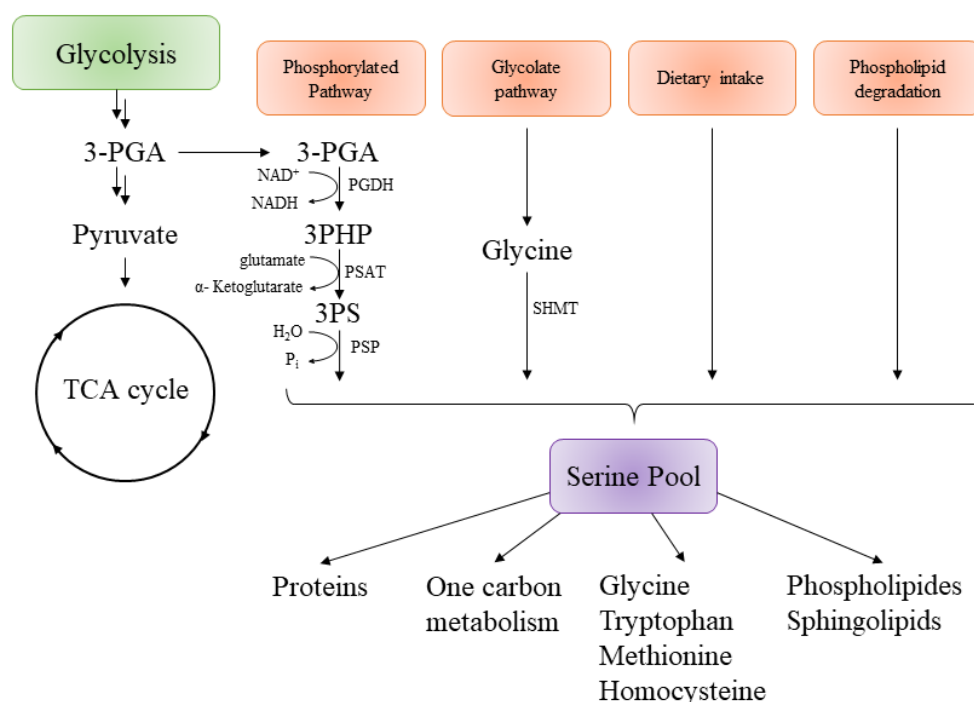 Glycolysis
Phosphorylated
Pathway
Glycolate
pathway
Dietary intake
Phospholipid
degradation
3-PGA
3-PGA
NAD⁺
PGDH
NADH
Pyruvate
3PHP
Glycine
glutamate
PSAT
α- Ketoglutarate
3PS
SHMT
H₂O
PSP
Pᵢ
TCA cycle
Serine Pool
Proteins
One carbon
metabolism
Glycine
Tryptophan
Methionine
Homocysteine
Phospholipides
Sphingolipids